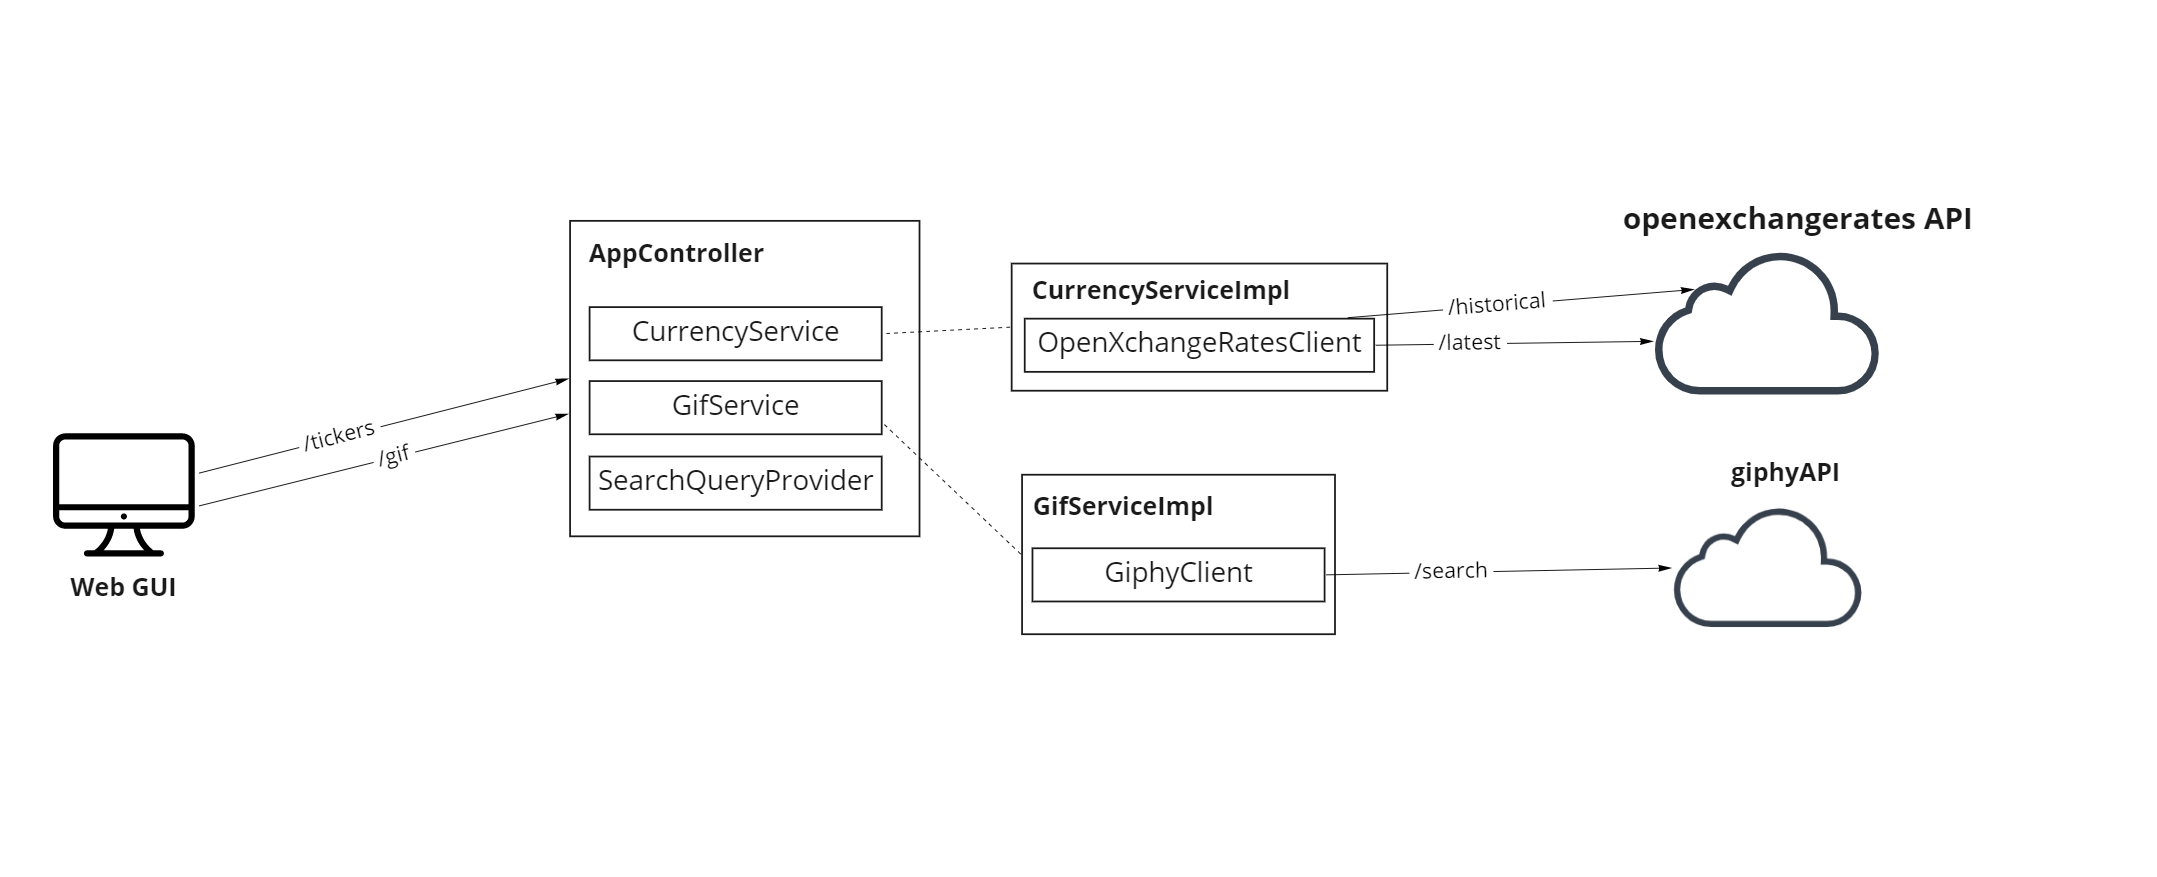 openexchangerates API
AppController
CurrencyService
GifService
SearchQueryProvider
CurrencyServiceImpl
OpenXchangeRatesClient
/historical
/latest
/tickers
/gif
Web GUI
giphyAPI
GifServiceImpl
GiphyClient
/search